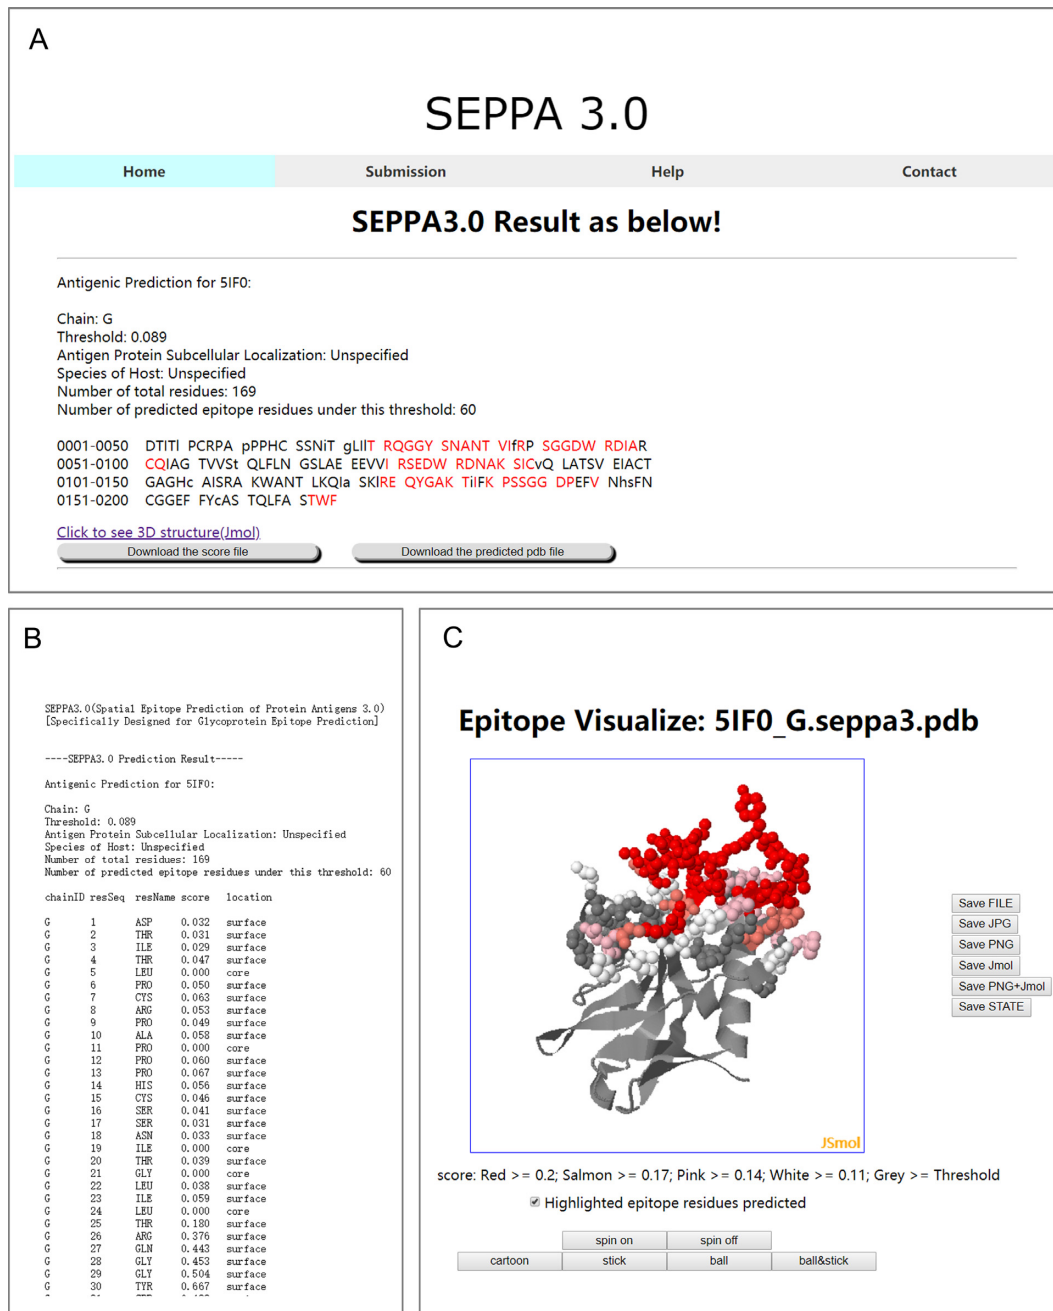 A
SEPPA 3.0
Home Submission Help Contact
SEPPA3.0 Result as below!
Antigenic Prediction for 5IF0:
Chain: G
Threshold: 0.089
Antigen Protein Subcellular Localization: Unspecified
Species of Host: Unspecified
Number of total residues: 169
Number of predicted epitope residues under this threshold: 60
0001-0050 DTITl PCRPA pPPHC SSNiT gLIlT RQGGY SNANT VIfRP SGGDW RDIAR
0051-0100 CQIAG TVVSt QLFLN GSLAE EEVVI RSEDW RDNAK SICvQ LATSV EIACT
0101-0150 GAGHc AISRA KWANT LKQIa SKIRE QYGAK TiIFK PSSGG DPEFV NhsFN
0151-0200 CGGEF FYcAS TQLFA STWF
Click to see 3D structure(Jmol)
Download the score file Download the predicted pdb file
B
SEPPA3.0(Spatial Epitope Prediction of Protein Antigens 3.0)
[Specifically Designed for Glycoprotein Epitope Prediction]
----SEPPA3.0 Prediction Result-----
Antigenic Prediction for 5IF0:
Chain: G
Threshold: 0.089
Antigen Protein Subcellular Localization: Unspecified
Species of Host: Unspecified
Number of total residues: 169
Number of predicted epitope residues under this threshold: 60
chainID resSeq resName score location
G 1 ASP 0.032 surface
G 2 THR 0.031 surface
G 3 ILE 0.029 surface
G 4 THR 0.047 surface
G 5 LEU 0.000 core
G 6 PRO 0.050 surface
G 7 CYS 0.063 surface
G 8 ARG 0.053 surface
G 9 PRO 0.049 surface
G 10 ALA 0.058 surface
G 11 PRO 0.000 core
G 12 PRO 0.060 surface
G 13 PRO 0.067 surface
G 14 HIS 0.056 surface
G 15 CYS 0.046 surface
G 16 SER 0.041 surface
G 17 SER 0.031 surface
G 18 ASN 0.033 surface
G 19 ILE 0.000 core
G 20 THR 0.039 surface
G 21 GLY 0.000 core
G 22 LEU 0.038 surface
G 23 ILE 0.059 surface
G 24 LEU 0.000 core
G 25 THR 0.180 surface
G 26 ARG 0.376 surface
G 27 GLN 0.443 surface
G 28 GLY 0.453 surface
G 29 GLY 0.504 surface
G 30 TYR 0.667 surface
C
Epitope Visualize: 5IF0_G.seppa3.pdb
JSmol
Save FILE
Save JPG
Save PNG
Save Jmol
Save PNG+Jmol
Save STATE
score: Red >= 0.2; Salmon >= 0.17; Pink >= 0.14; White >= 0.11; Grey >= Threshold
Highlighted epitope residues predicted
spin on spin off
cartoon stick ball ball&stick